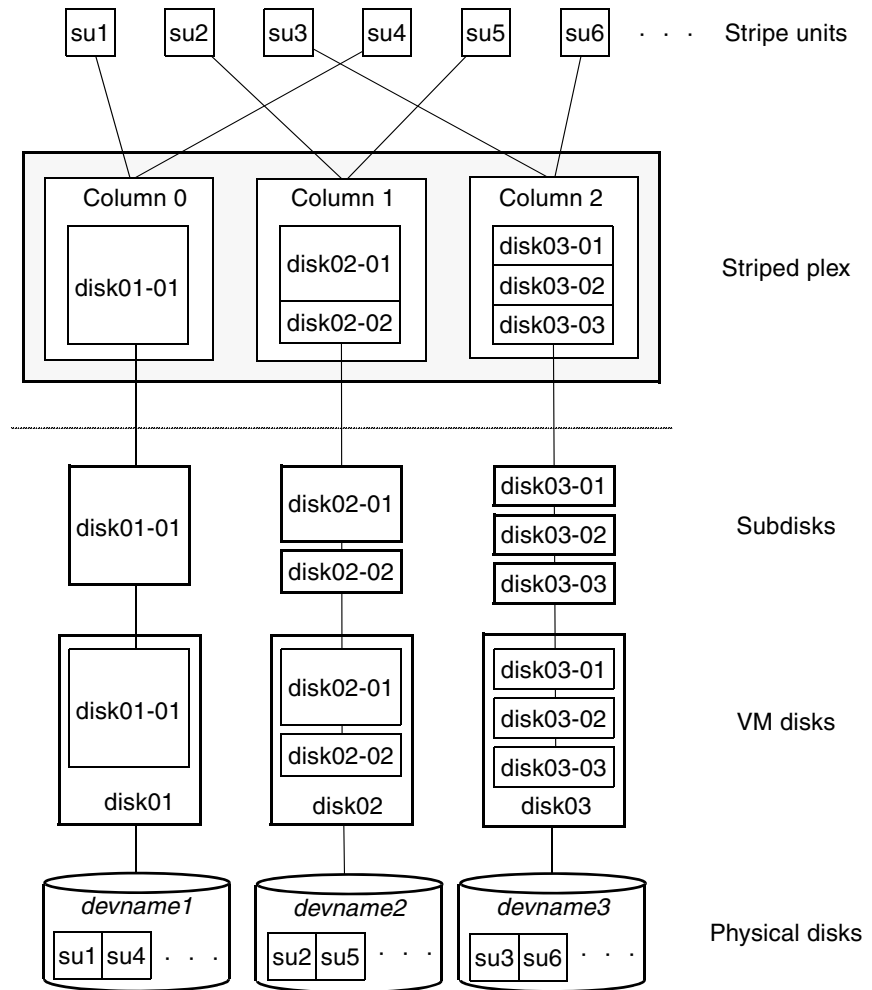 su1 su2 su3 su4 su5 su6 . . . Stripe units
Column 0 Column 1 Column 2
disk01-01
disk02-01
disk02-02
disk03-01
disk03-02
disk03-03
Striped plex
disk01-01
disk02-01
disk02-02
disk03-01
disk03-02
disk03-03
Subdisks
disk01-01
disk02-01
disk02-02
disk03-01
disk03-02
disk03-03
VM disks
disk01 disk02 disk03
devname1 devname2 devname3
su1 su4 . . . su2 su5 . . . su3 su6 . . .
Physical disks